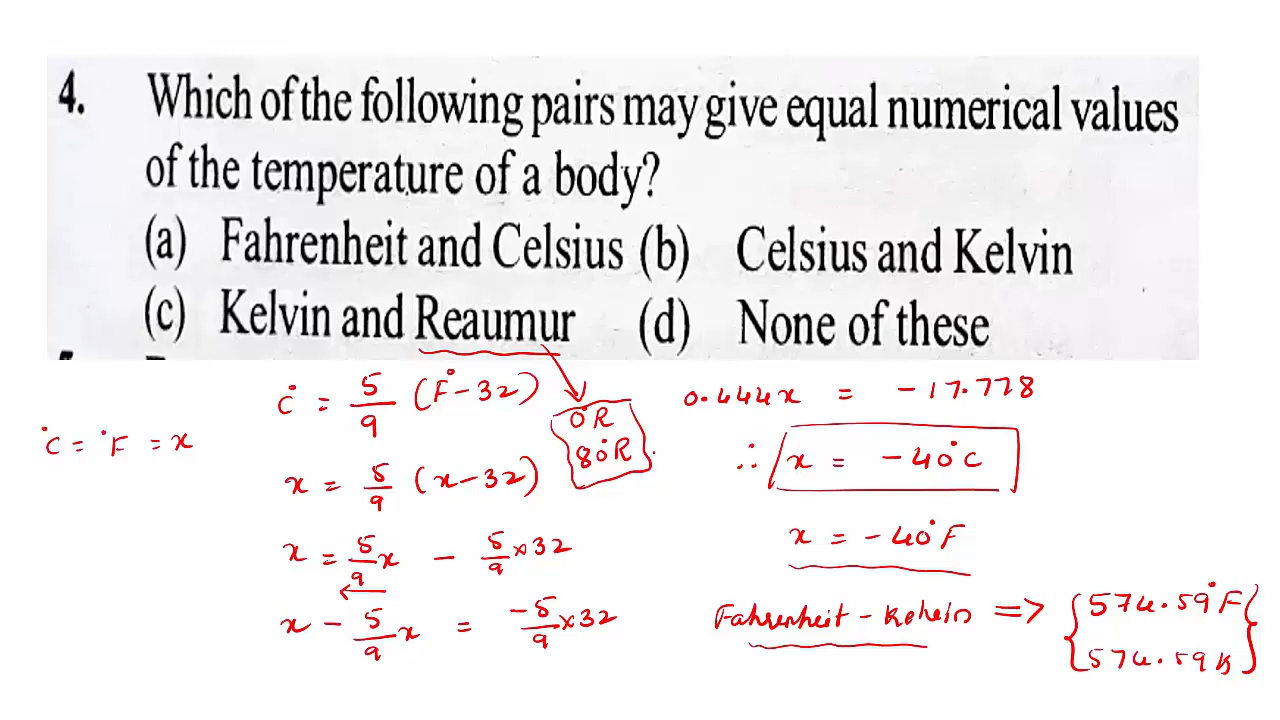 4. Which of the following pairs may give equal numerical values
of the temperature of a body?
(a) Fahrenheit and Celsius (b) Celsius and Kelvin
(c) Kelvin and Reaumur (d) None of these
°C = °F = x
°C = 5/9 (°F - 32)
0°R
80°R
x = 5/9 (x - 32)
x = 5/9 x - 5/9 × 32
x - 5/9 x = -5/9 × 32
0.444x = -17.778
∴ x = -40°C
x = -40°F
Fahrenheit - Kelvin => {574.59°F
574.59K}